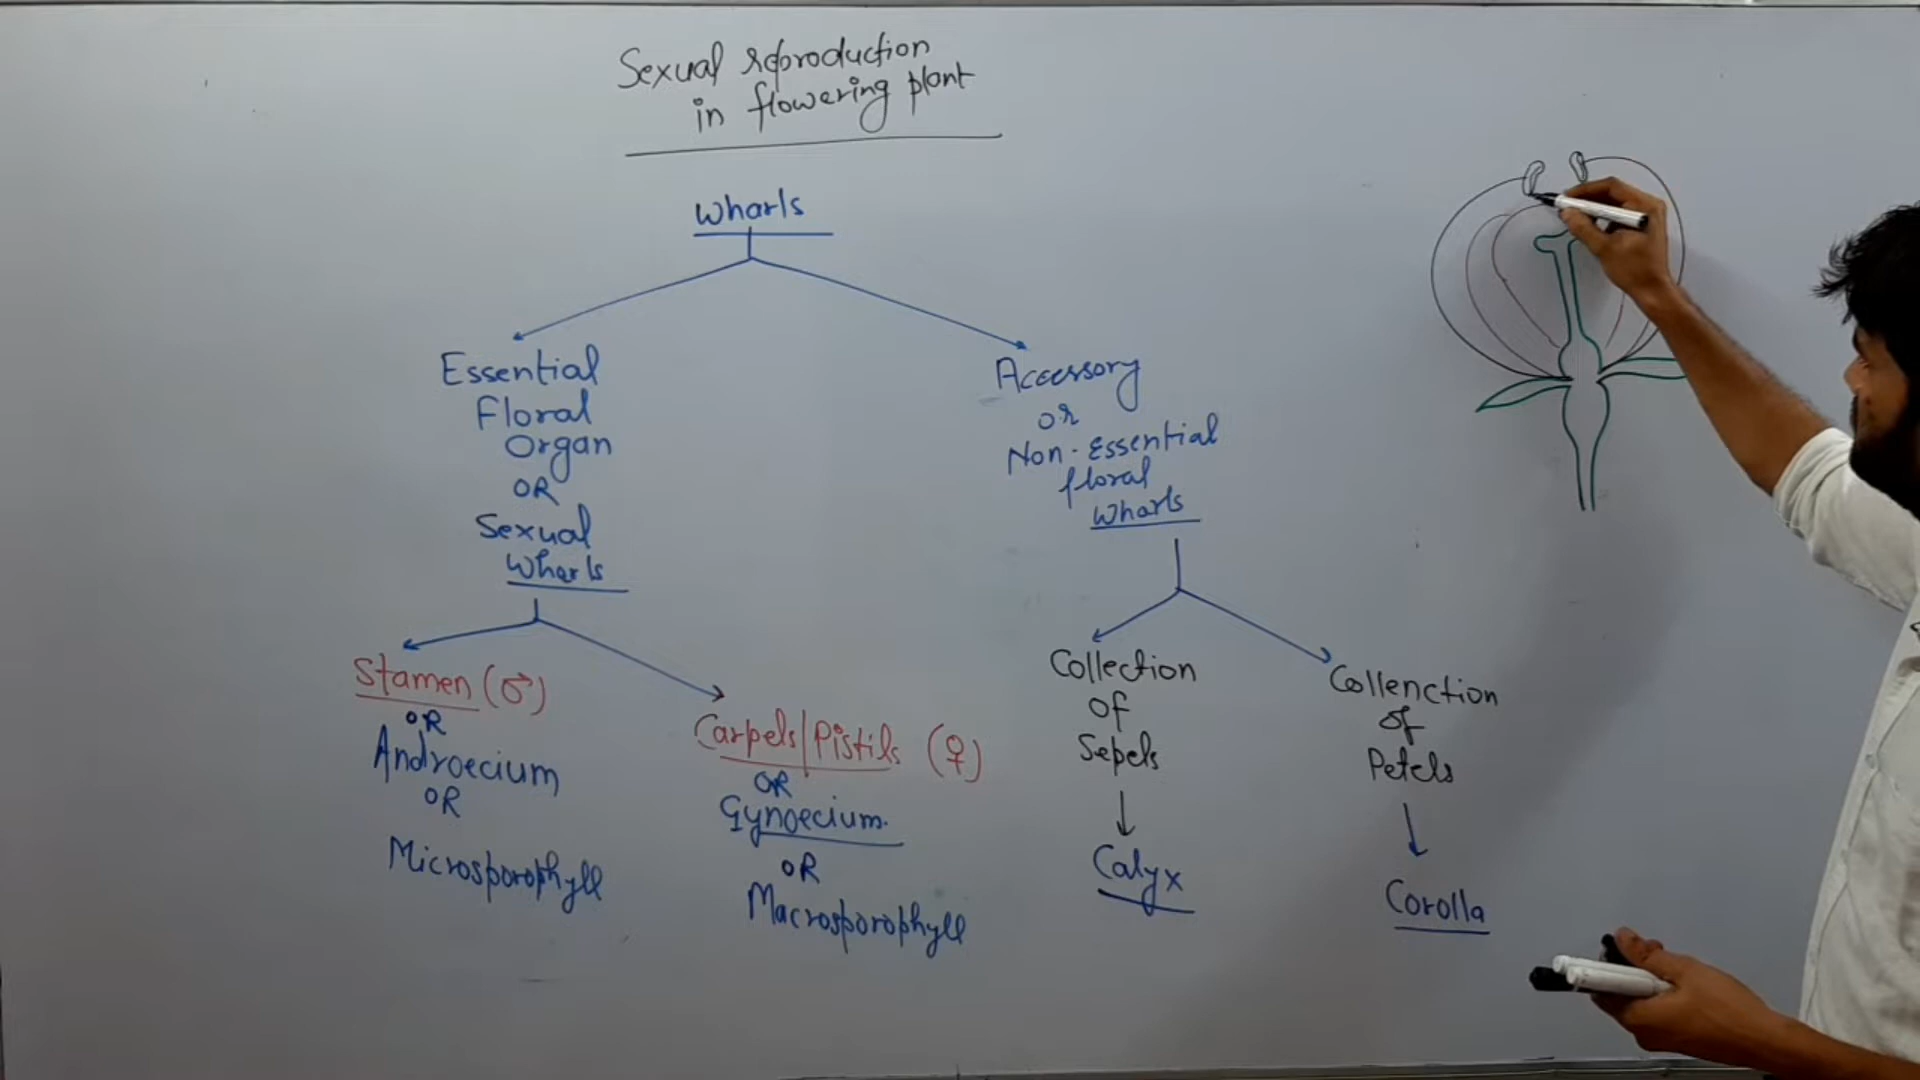 Sexual reproduction
in flowering plant
Wharls
Essential
Floral
Organ
OR
Sexual
Wharls
Stamen (♂)
OR
Androecium
OR
Microsporophyll
Carpels/Pistils (♀)
OR
Gynoecium.
OR
Macrosporophyll
Accessory
or
Non-Essential
floral
Wharls
Collection
of
Sepels
Calyx
Collenction
of
Petels
Corolla